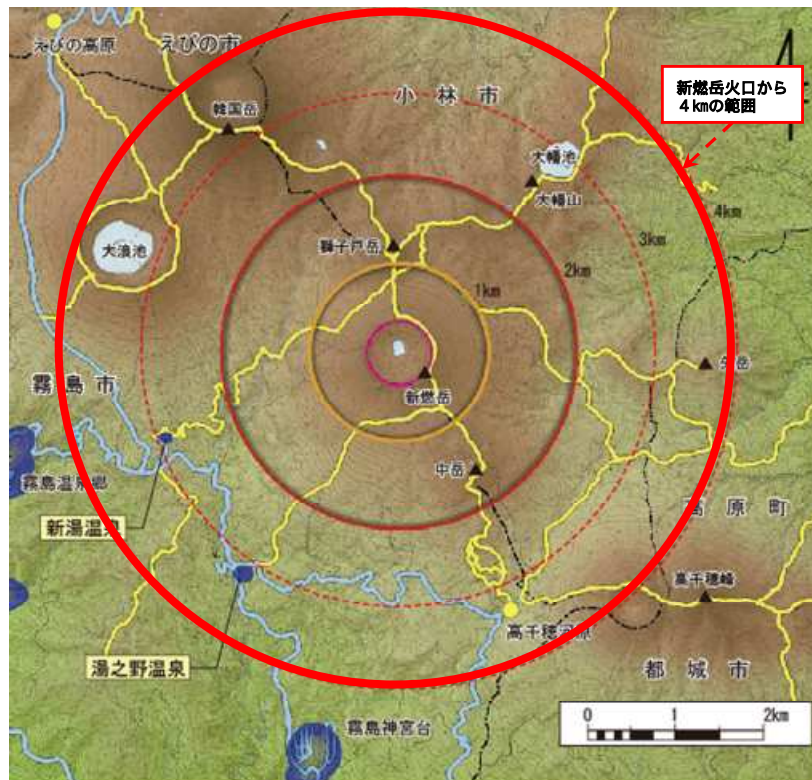 えびの高原
えびの市
新燃岳火口から
4kmの範囲
小林市
韓国岳
大幡池
大幡山
大浪池
獅子戸岳
4km
3km
2km
1km
矢岳
霧島市
新燃岳
中岳
霧島温泉郷
新湯温泉
高原町
高千穂峰
高千穂河原
湯之野温泉
都城市
霧島神宮台
0 1 2km